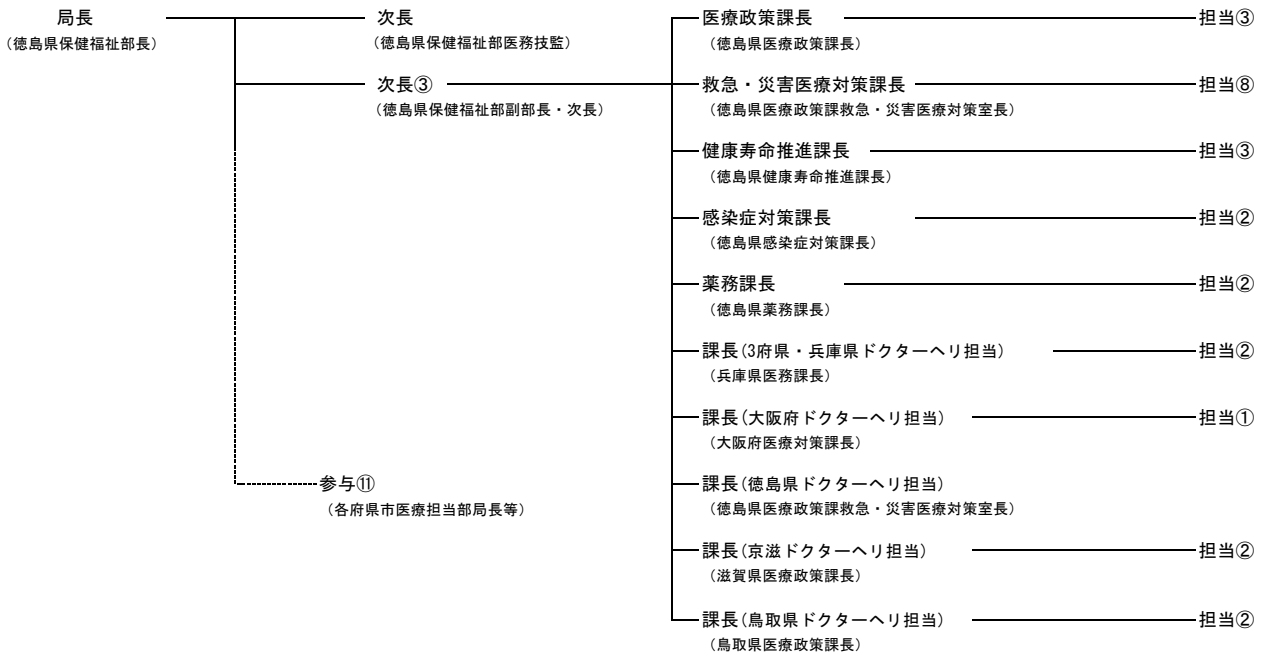 局長 次長 医療政策課長 担当③
（徳島県保健福祉部長） （徳島県保健福祉部医務技監） （徳島県医療政策課長）
次長③ 救急・災害医療対策課長 担当⑧
（徳島県保健福祉部副部長・次長） （徳島県医療政策課救急・災害医療対策室長）
健康寿命推進課長 担当③
（徳島県健康寿命推進課長）
感染症対策課長 担当②
（徳島県感染症対策課長）
薬務課長 担当②
（徳島県薬務課長）
課長(3府県・兵庫県ドクターヘリ担当) 担当②
（兵庫県医務課長）
課長(大阪府ドクターヘリ担当) 担当①
（大阪府医療対策課長）
参与⑪ 課長(徳島県ドクターヘリ担当)
（各府県市医療担当部局長等） （徳島県医療政策課救急・災害医療対策室長）
課長(京滋ドクターヘリ担当) 担当②
（滋賀県医療政策課長）
課長(鳥取県ドクターヘリ担当) 担当②
（鳥取県医療政策課長）